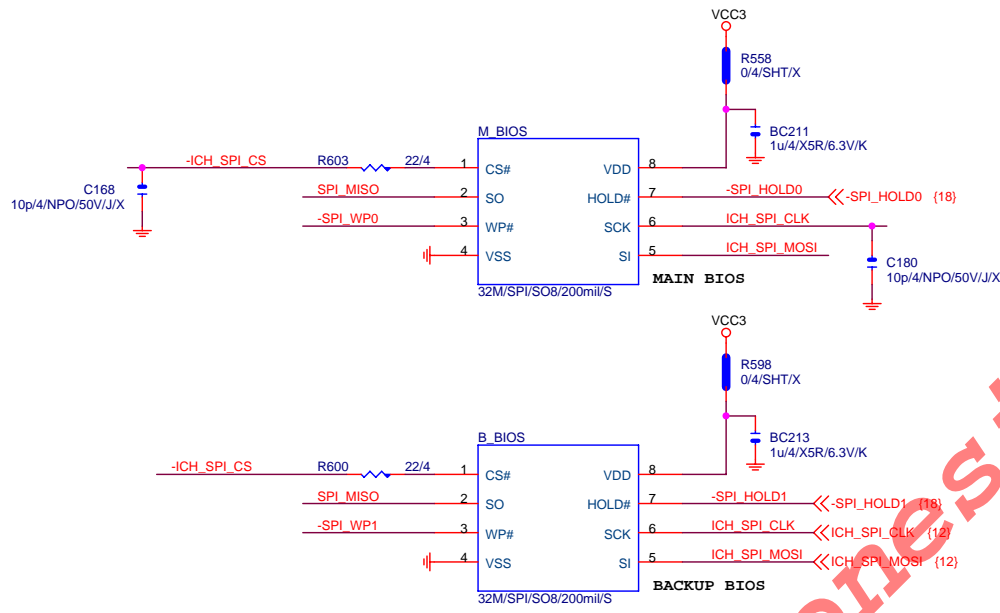 VCC3
R558
0/4/SHT/X
BC211
1u/4/X5R/6.3V/K
M_BIOS
-ICH_SPI_CS R603 22/4 1 CS# VDD 8
C168
10p/4/NPO/50V/J/X
SPI_MISO 2 SO HOLD# 7 -SPI_HOLD0 -SPI_HOLD0 {18}
-SPI_WP0 3 WP# SCK 6 ICH_SPI_CLK
4 VSS SI 5 ICH_SPI_MOSI
C180
10p/4/NPO/50V/J/X
MAIN BIOS
32M/SPI/SO8/200mil/S
VCC3
R598
0/4/SHT/X
BC213
1u/4/X5R/6.3V/K
B_BIOS
-ICH_SPI_CS R600 22/4 1 CS# VDD 8
SPI_MISO 2 SO HOLD# 7 -SPI_HOLD1 -SPI_HOLD1 {18}
-SPI_WP1 3 WP# SCK 6 ICH_SPI_CLK ICH_SPI_CLK {12}
4 VSS SI 5 ICH_SPI_MOSI ICH_SPI_MOSI {12}
BACKUP BIOS
32M/SPI/SO8/200mil/S